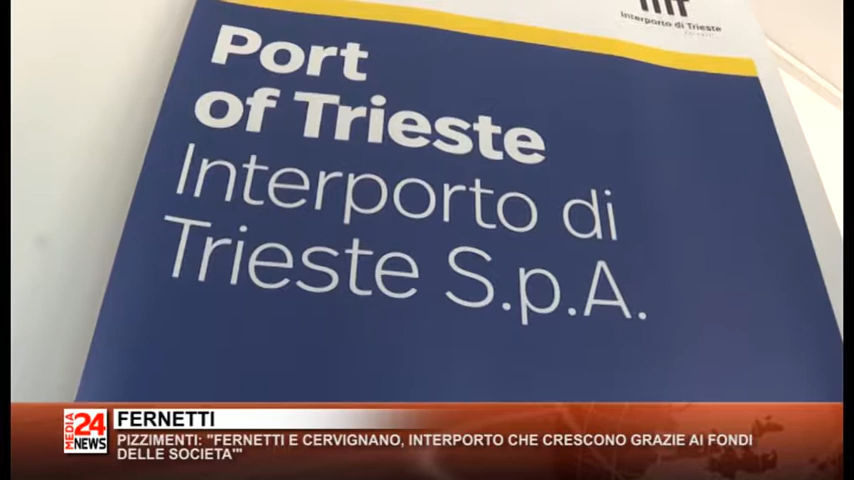 Interporto di Trieste
Port
of Trieste
Interporto di
Trieste S.p.A.
MEDIA
24
NEWS
FERNETTI
PIZZIMENTI: "FERNETTI E CERVIGNANO, INTERPORTO CHE CRESCONO GRAZIE AI FONDI
DELLE SOCIETA'"